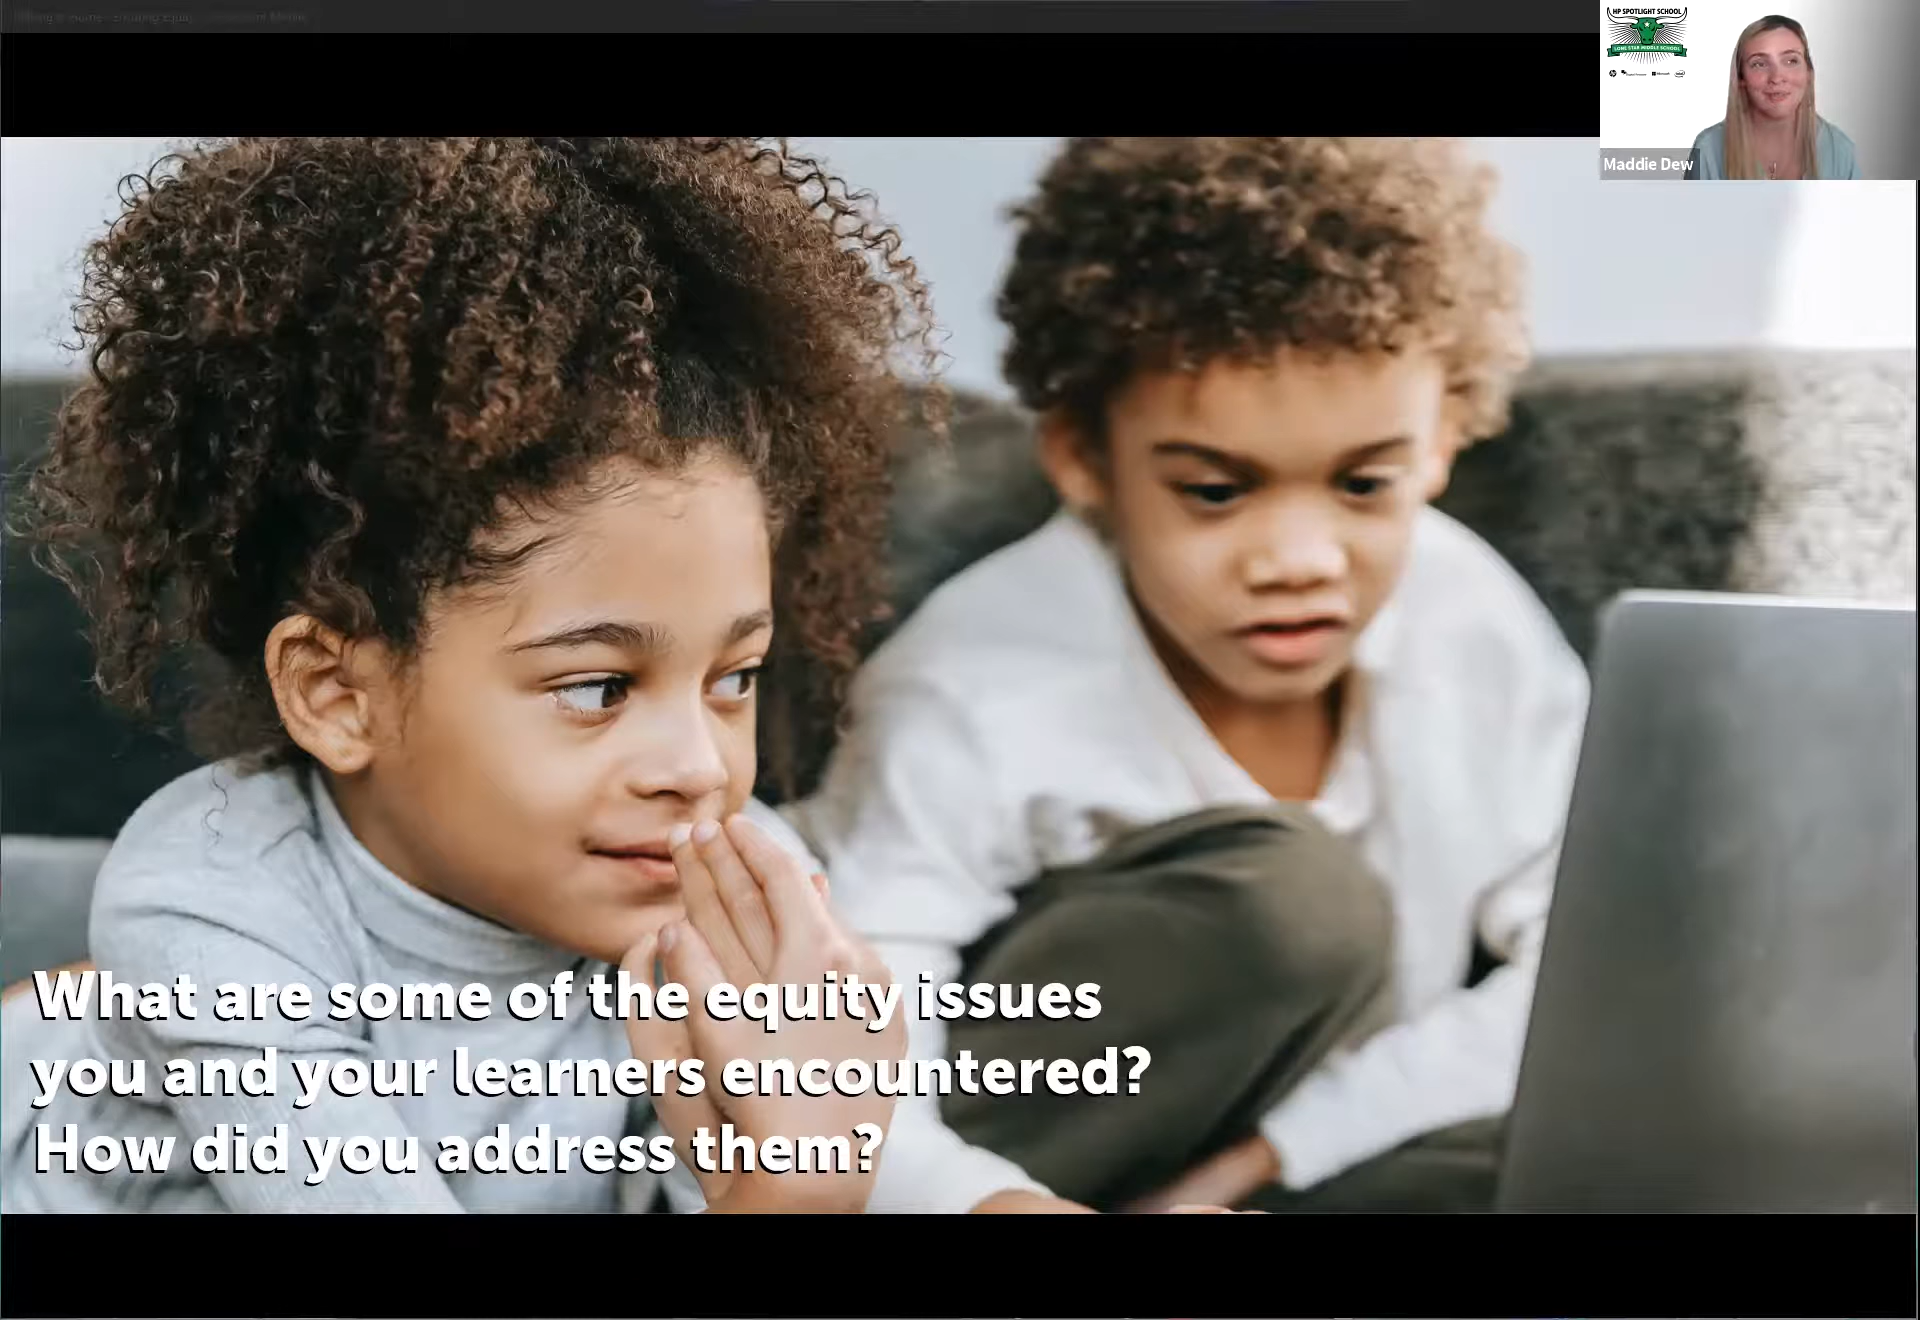 HP SPOTLIGHT SCHOOL
LONE STAR MIDDLE SCHOOL
Maddie Dew
What are some of the equity issues
you and your learners encountered?
How did you address them?